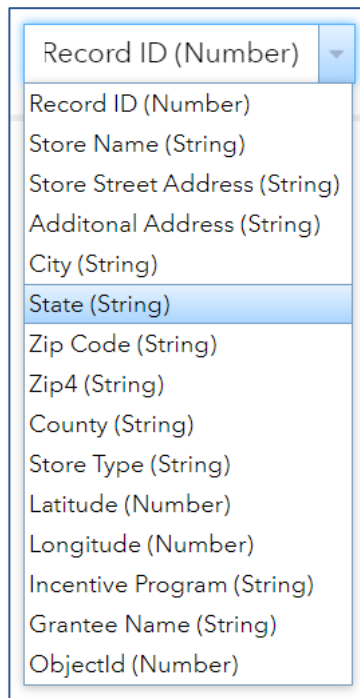 Record ID (Number)
Record ID (Number)
Store Name (String)
Store Street Address (String)
Additonal Address (String)
City (String)
State (String)
Zip Code (String)
Zip4 (String)
County (String)
Store Type (String)
Latitude (Number)
Longitude (Number)
Incentive Program (String)
Grantee Name (String)
ObjectId (Number)